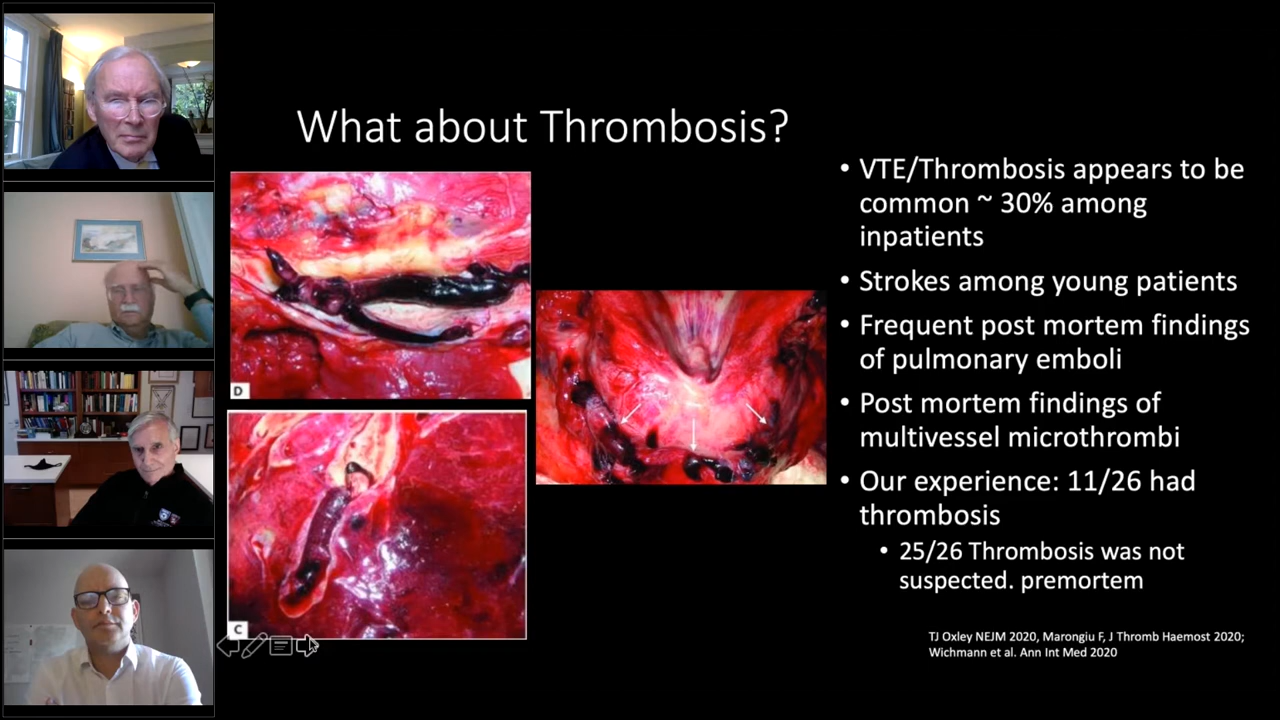 What about Thrombosis?
D
C
• VTE/Thrombosis appears to be
common ~ 30% among
inpatients
• Strokes among young patients
• Frequent post mortem findings
of pulmonary emboli
• Post mortem findings of
multivessel microthrombi
• Our experience: 11/26 had
thrombosis
• 25/26 Thrombosis was not
suspected. premortem
TJ Oxley NEJM 2020, Marongiu F, J Thromb Haemost 2020;
Wichmann et al. Ann Int Med 2020